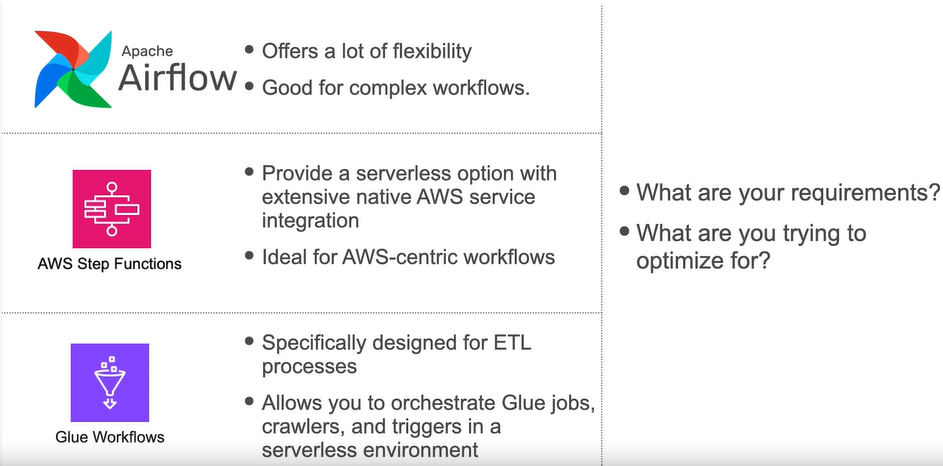 Apache
Airflow
• Offers a lot of flexibility
• Good for complex workflows.
AWS Step Functions
• Provide a serverless option with
extensive native AWS service
integration
• Ideal for AWS-centric workflows
Glue Workflows
• Specifically designed for ETL
processes
• Allows you to orchestrate Glue jobs,
crawlers, and triggers in a
serverless environment
• What are your requirements?
• What are you trying to
optimize for?